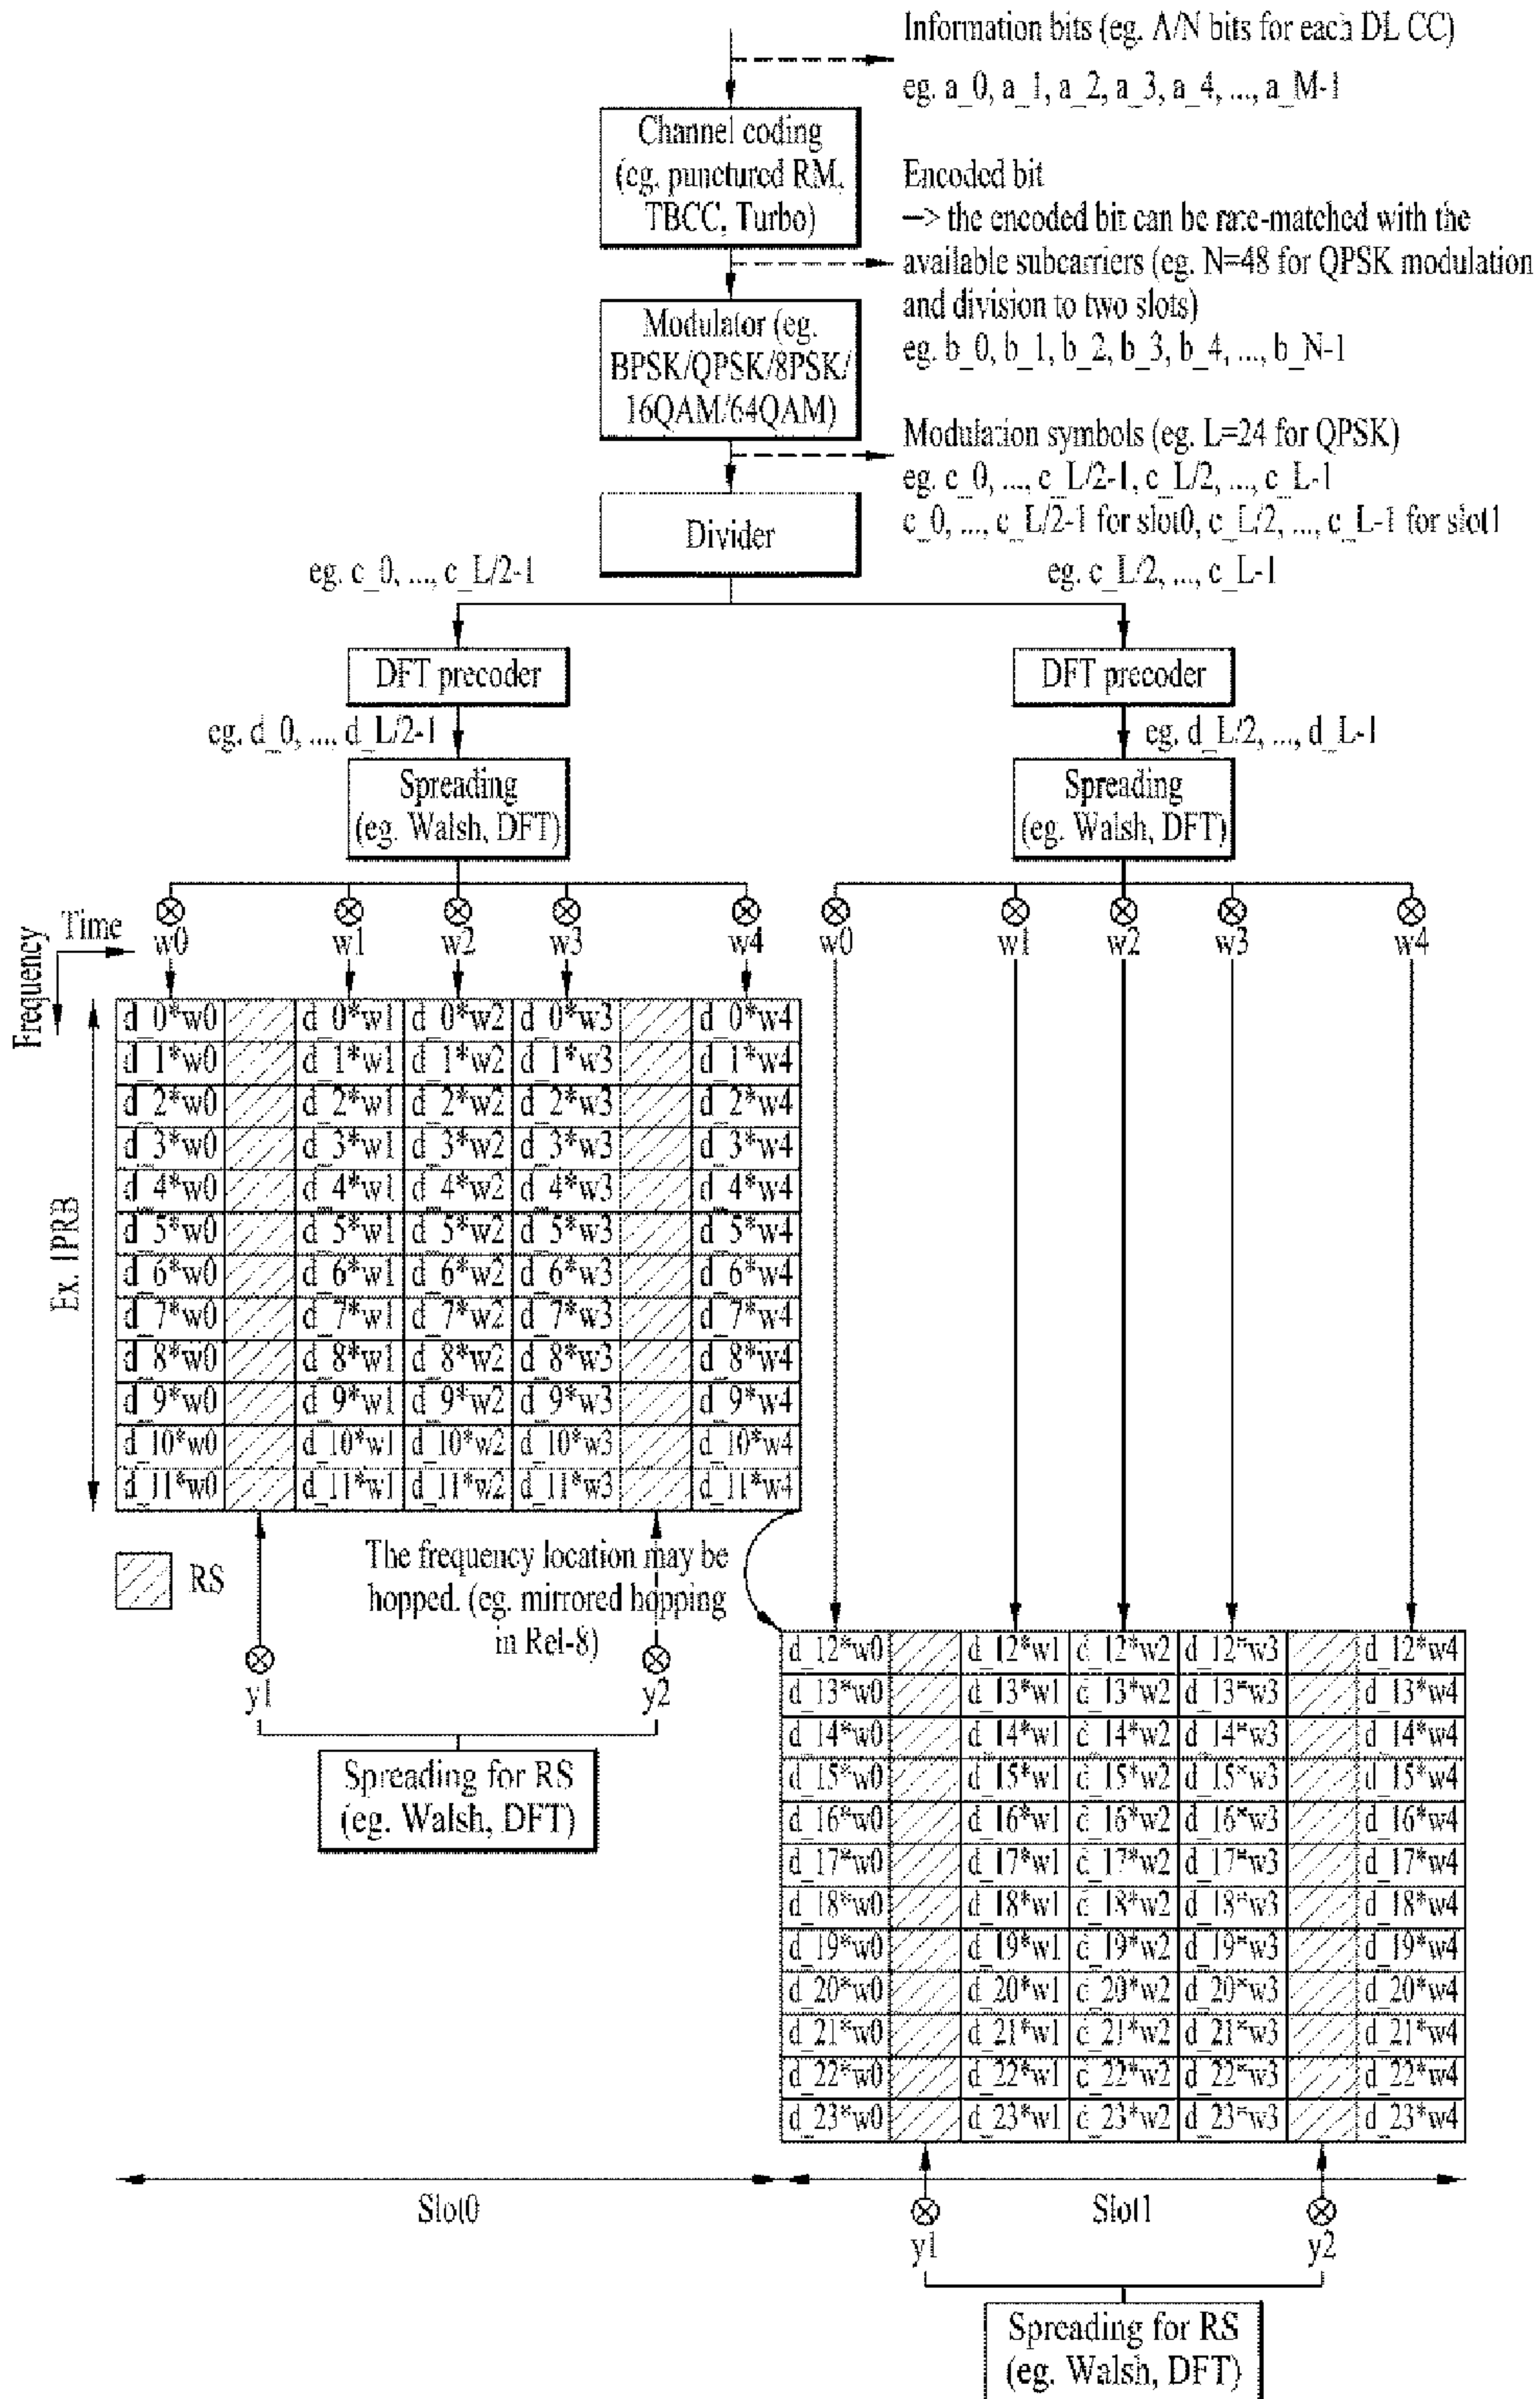 Information bits (eg. A/N bits for each DL CC)
eg. a_0, a_1, a_2, a_3, a_4, ..., a_M-1
Channel coding
(eg. punctured RM,
TBCC, Turbo)
Encoded bit
—> the encoded bit can be rate-matched with the
available subcarriers (eg. N=48 for QPSK modulation
and division to two slots)
eg. b_0, b_1, b_2, b_3, b_4, ..., b_N-1
Modulator (eg.
BPSK/QPSK/8PSK/
16QAM/64QAM)
Modulation symbols (eg. L=24 for QPSK)
eg. c_0, ..., c_L/2-1, c_L/2, ..., c_L-1
c_0, ..., c_L/2-1 for slot0, c_L/2, ..., c_L-1 for slot1
Divider
eg. c_0, ..., c_L/2-1
eg. c_L/2, ..., c_L-1
DFT precoder
DFT precoder
eg. d_0, ..., d_L/2-1
eg. d_L/2, ..., d_L-1
Spreading
(eg. Walsh, DFT)
Spreading
(eg. Walsh, DFT)
Time
Frequency
w0 w1 w2 w3 w4 w0 w1 w2 w3 w4
Ex. 1PRB
d_0*w0 d_0*w1 d_0*w2 d_0*w3 d_0*w4
d_1*w0 d_1*w1 d_1*w2 d_1*w3 d_1*w4
d_2*w0 d_2*w1 d_2*w2 d_2*w3 d_2*w4
d_3*w0 d_3*w1 d_3*w2 d_3*w3 d_3*w4
d_4*w0 d_4*w1 d_4*w2 d_4*w3 d_4*w4
d_5*w0 d_5*w1 d_5*w2 d_5*w3 d_5*w4
d_6*w0 d_6*w1 d_6*w2 d_6*w3 d_6*w4
d_7*w0 d_7*w1 d_7*w2 d_7*w3 d_7*w4
d_8*w0 d_8*w1 d_8*w2 d_8*w3 d_8*w4
d_9*w0 d_9*w1 d_9*w2 d_9*w3 d_9*w4
d_10*w0 d_10*w1 d_10*w2 d_10*w3 d_10*w4
d_11*w0 d_11*w1 d_11*w2 d_11*w3 d_11*w4
RS
The frequency location may be
hopped. (eg. mirrored hopping
in Rel-8)
y1 y2
Spreading for RS
(eg. Walsh, DFT)
d_12*w0 d_12*w1 d_12*w2 d_12*w3 d_12*w4
d_13*w0 d_13*w1 d_13*w2 d_13*w3 d_13*w4
d_14*w0 d_14*w1 d_14*w2 d_14*w3 d_14*w4
d_15*w0 d_15*w1 d_15*w2 d_15*w3 d_15*w4
d_16*w0 d_16*w1 d_16*w2 d_16*w3 d_16*w4
d_17*w0 d_17*w1 d_17*w2 d_17*w3 d_17*w4
d_18*w0 d_18*w1 d_18*w2 d_18*w3 d_18*w4
d_19*w0 d_19*w1 d_19*w2 d_19*w3 d_19*w4
d_20*w0 d_20*w1 d_20*w2 d_20*w3 d_20*w4
d_21*w0 d_21*w1 d_21*w2 d_21*w3 d_21*w4
d_22*w0 d_22*w1 d_22*w2 d_22*w3 d_22*w4
d_23*w0 d_23*w1 d_23*w2 d_23*w3 d_23*w4
Slot0
Slot1
y1 y2
Spreading for RS
(eg. Walsh, DFT)